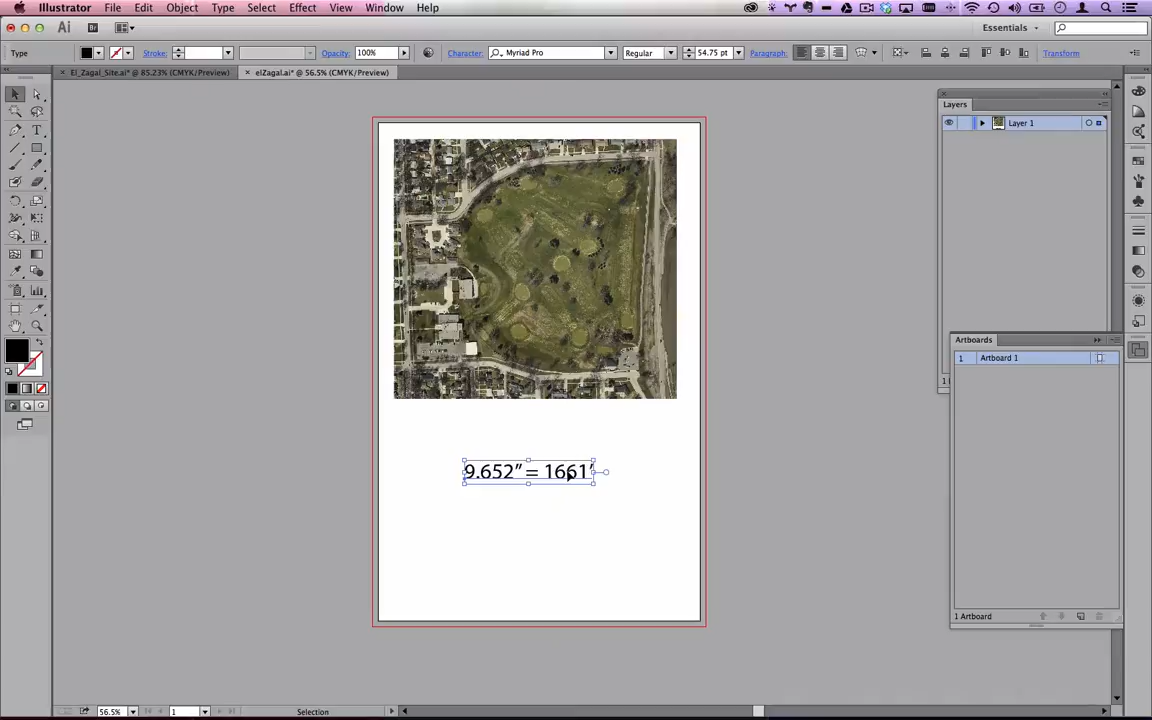 Illustrator File Edit Object Type Select Effect View Window Help
Ai Br Essentials
Type Stroke: Opacity: 100% Character: Myriad Pro Regular 54.75 pt Paragraph: Transform
× El_Zagal_Site.ai* @ 85.23% (CMYK/Preview) × elZagal.ai* @ 56.5% (CMYK/Preview)
Layers
Layer 1
9.652" = 1661'
Artboards
1 Artboard 1
1 Artboard
56.5% 1 Selection